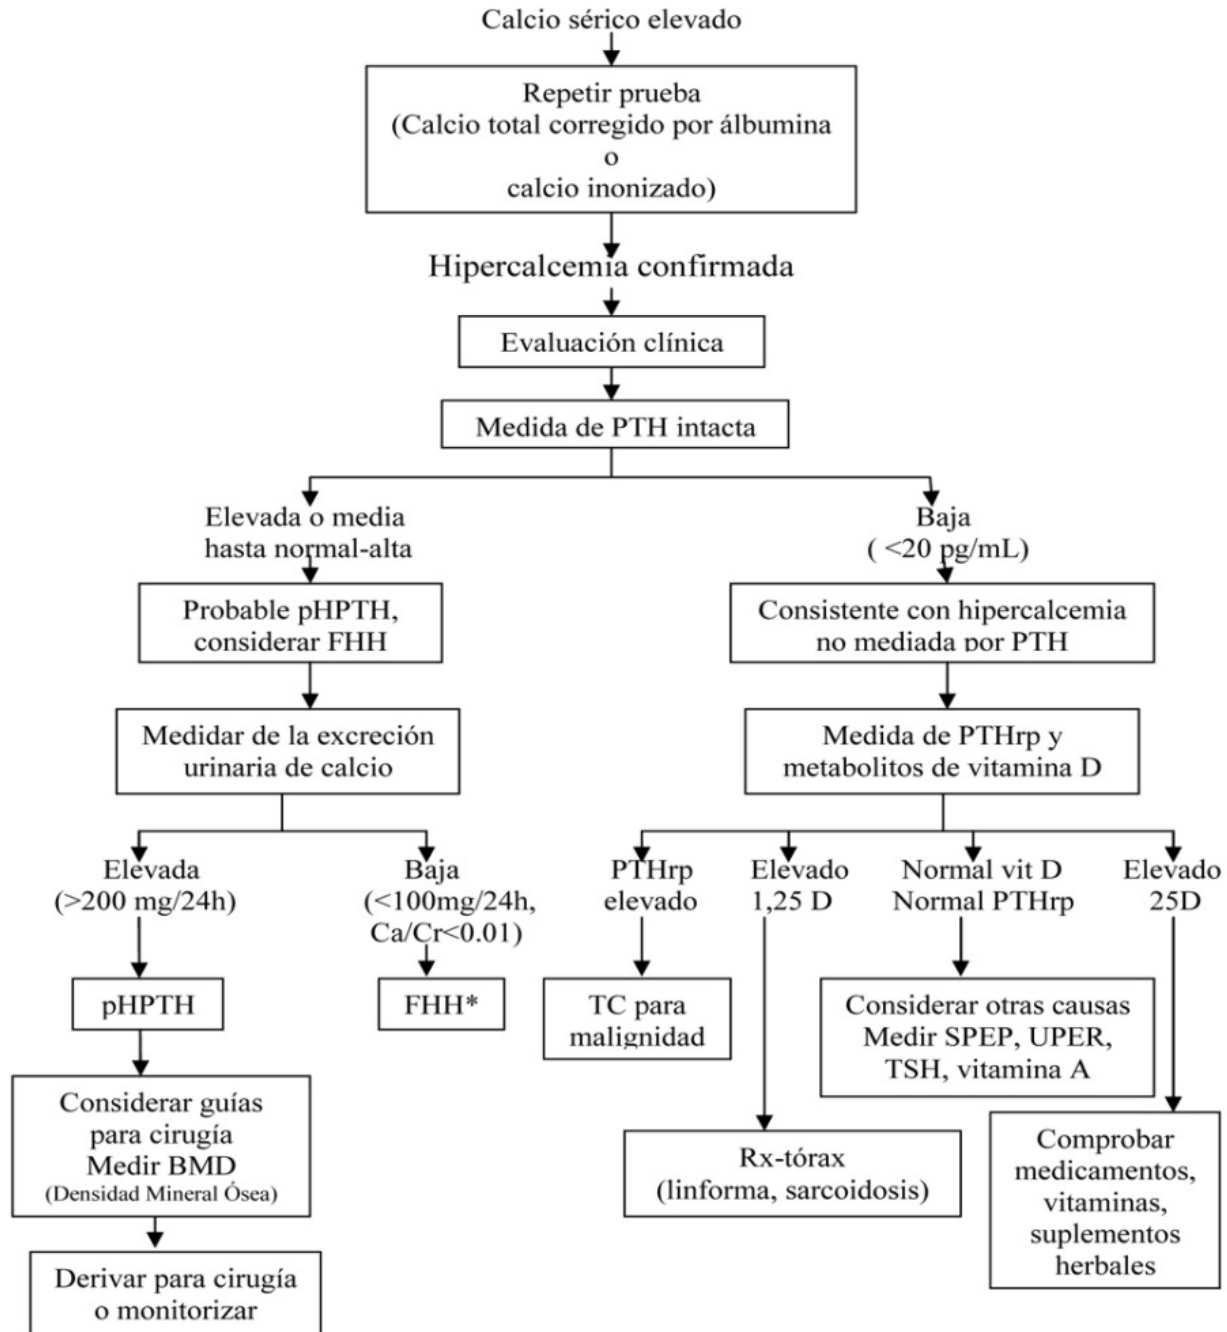 Calcio sérico elevado
Repetir prueba
(Calcio total corregido por álbumina
o
calcio inonizado)
Hipercalcemia confirmada
Evaluación clínica
Medida de PTH intacta
Elevada o media
hasta normal-alta
Probable pHPTH,
considerar FHH
Medidar de la excreción
urinaria de calcio
Elevada
(>200 mg/24h)
pHPTH
Considerar guías
para cirugía
Medir BMD
(Densidad Mineral Ósea)
Derivar para cirugía
o monitorizar
Baja
(<100mg/24h,
Ca/Cr<0.01)
FHH*
Baja
( <20 pg/mL)
Consistente con hipercalcemia
no mediada por PTH
Medida de PTHrp y
metabolitos de vitamina D
PTHrp
elevado
TC para
malignidad
Elevado
1,25 D
Rx-tórax
(linforma, sarcoidosis)
Normal vit D
Normal PTHrp
Considerar otras causas
Medir SPEP, UPER,
TSH, vitamina A
Elevado
25D
Comprobar
medicamentos,
vitaminas,
suplementos
herbales